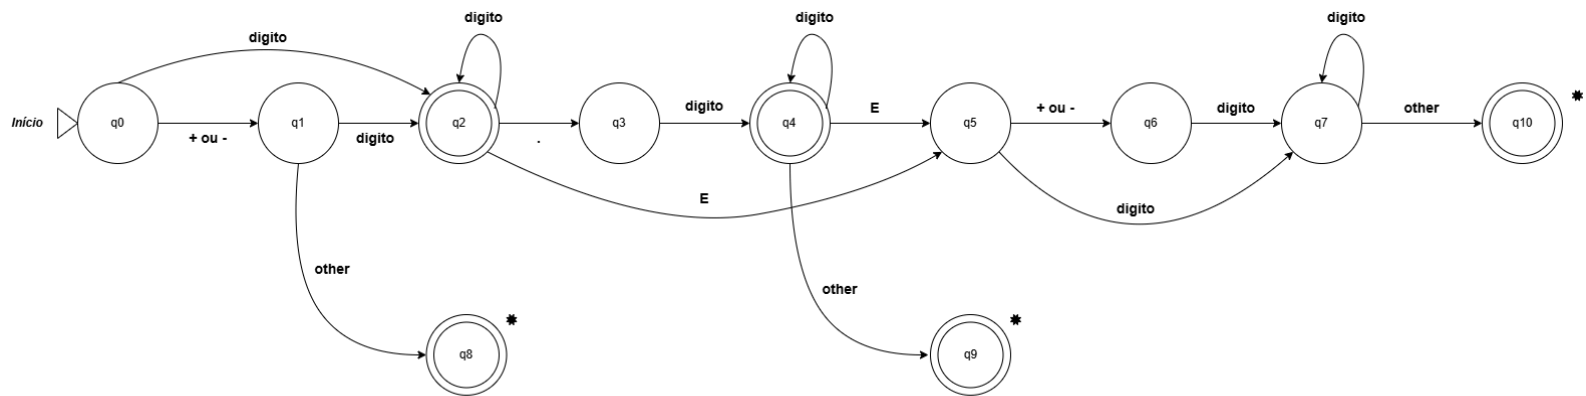 digito
digito
digito
digito
Início
q0
+ ou -
q1
digito
q2
.
q3
digito
q4
E
q5
+ ou -
q6
digito
q7
other
q10
*
E
digito
other
other
q8
*
q9
*